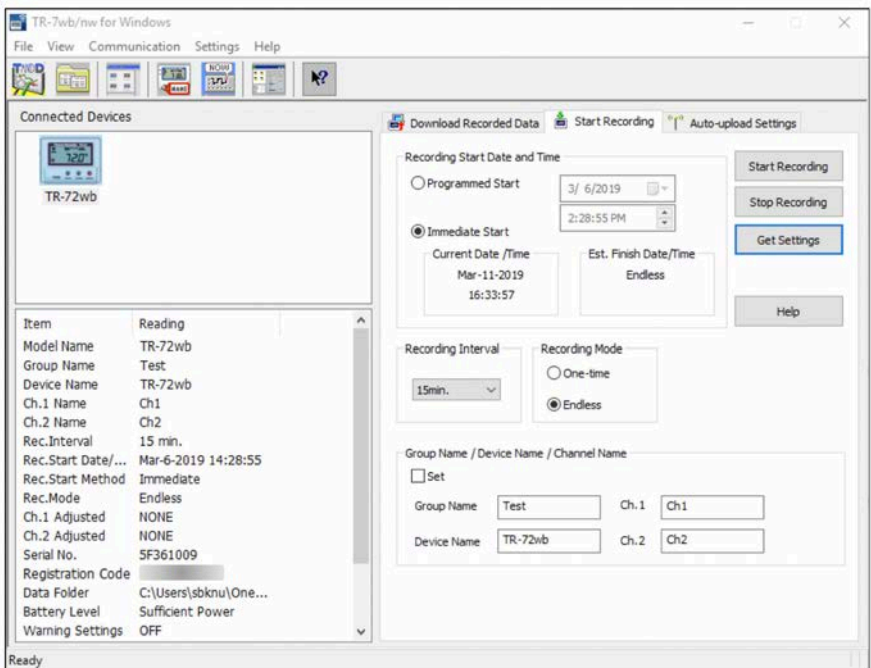 TR-7wb/nw for Windows
File View Communication Settings Help
Connected Devices
TR-72wb
Item Reading
Model Name TR-72wb
Group Name Test
Device Name TR-72wb
Ch.1 Name Ch1
Ch.2 Name Ch2
Rec.Interval 15 min.
Rec.Start Date/... Mar-6-2019 14:28:55
Rec.Start Method Immediate
Rec.Mode Endless
Ch.1 Adjusted NONE
Ch.2 Adjusted NONE
Serial No. 5F361009
Registration Code
Data Folder C:\Users\sbknu\One...
Battery Level Sufficient Power
Warning Settings OFF
Download Recorded Data Start Recording Auto-upload Settings
Recording Start Date and Time
Programmed Start
3/ 6/2019
2:28:55 PM
Immediate Start
Current Date /Time
Mar-11-2019
16:33:57
Est. Finish Date/Time
Endless
Start Recording
Stop Recording
Get Settings
Help
Recording Interval
15min.
Recording Mode
One-time
Endless
Group Name / Device Name / Channel Name
Set
Group Name Test Ch.1 Ch1
Device Name TR-72wb Ch.2 Ch2
Ready